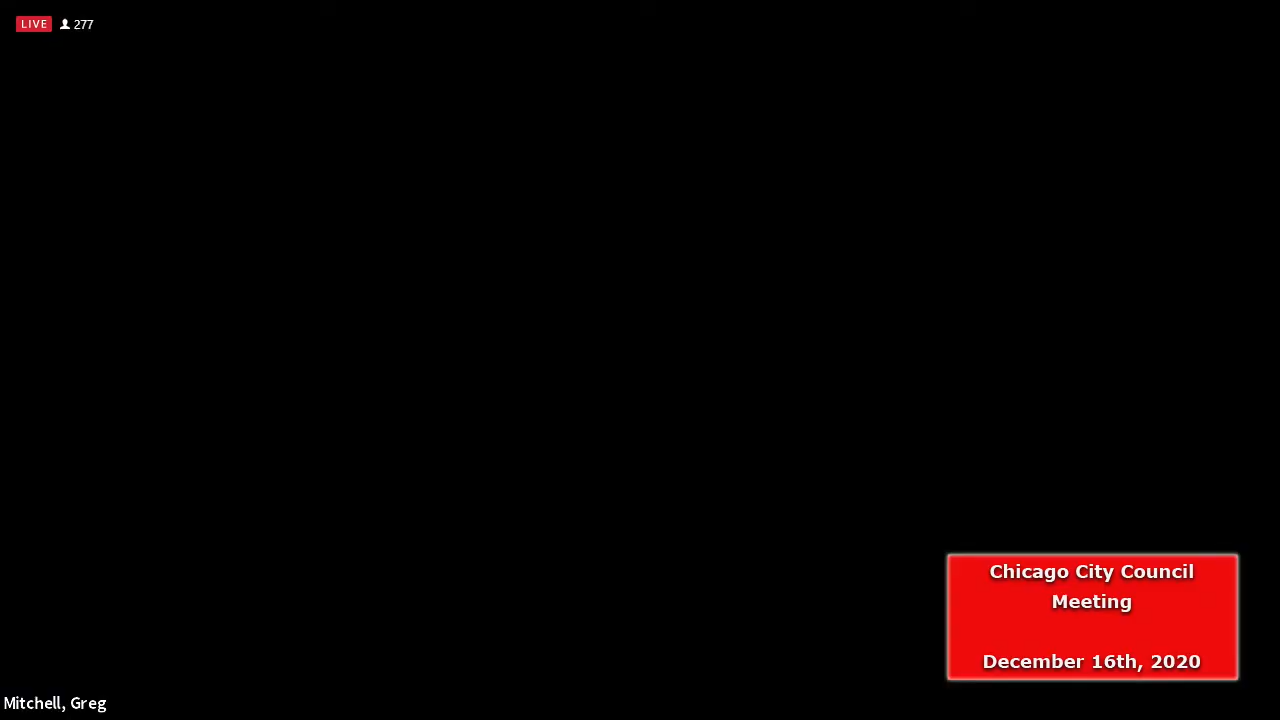 LIVE 277
Chicago City Council
Meeting
December 16th, 2020
Mitchell, Greg